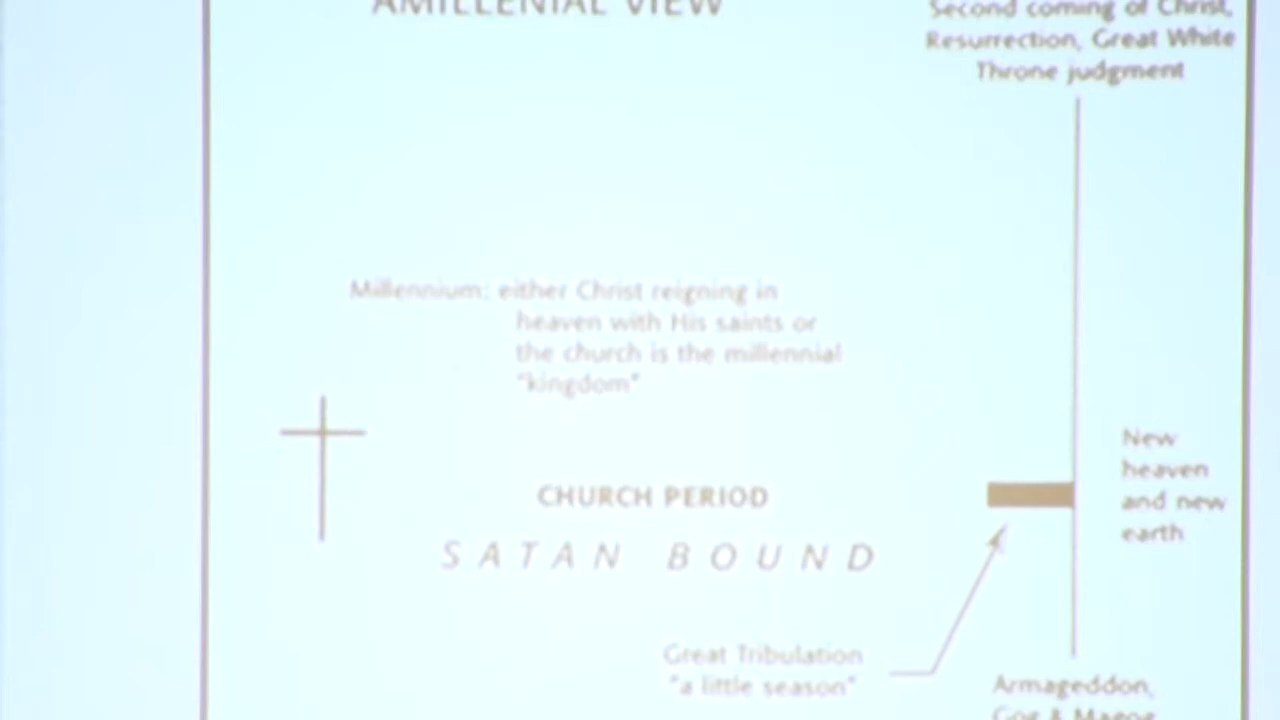 AMILLENIAL VIEW
Second coming of Christ,
Resurrection, Great White
Throne judgment
Millennium: either Christ reigning in
heaven with His saints or
the church is the millennial
"kingdom"
New
heaven
and new
earth
CHURCH PERIOD
SATAN BOUND
Great Tribulation
"a little season"
Armageddon,
Gog & Magog